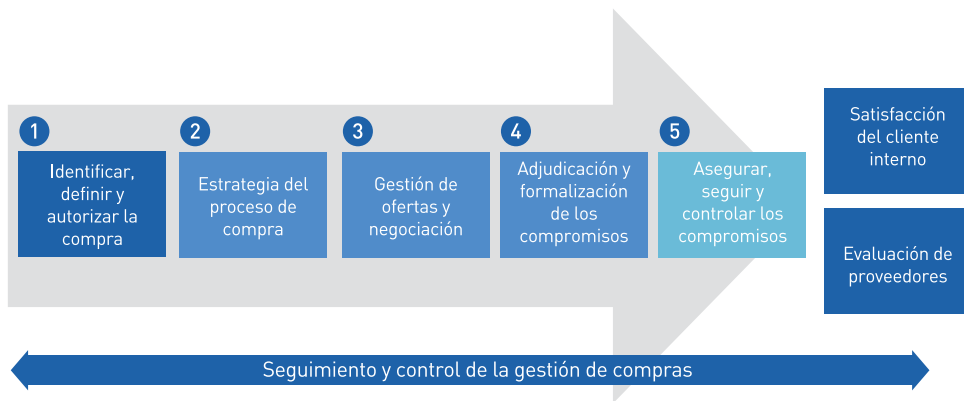 1
Identificar,
definir y
autorizar la
compra
2
Estrategia del
proceso de
compra
3
Gestión de
ofertas y
negociación
4
Adjudicación y
formalización
de los
compromisos
5
Asegurar,
seguir y
controlar los
compromisos
Satisfacción
del cliente
interno
Evaluación de
proveedores
Seguimiento y control de la gestión de compras